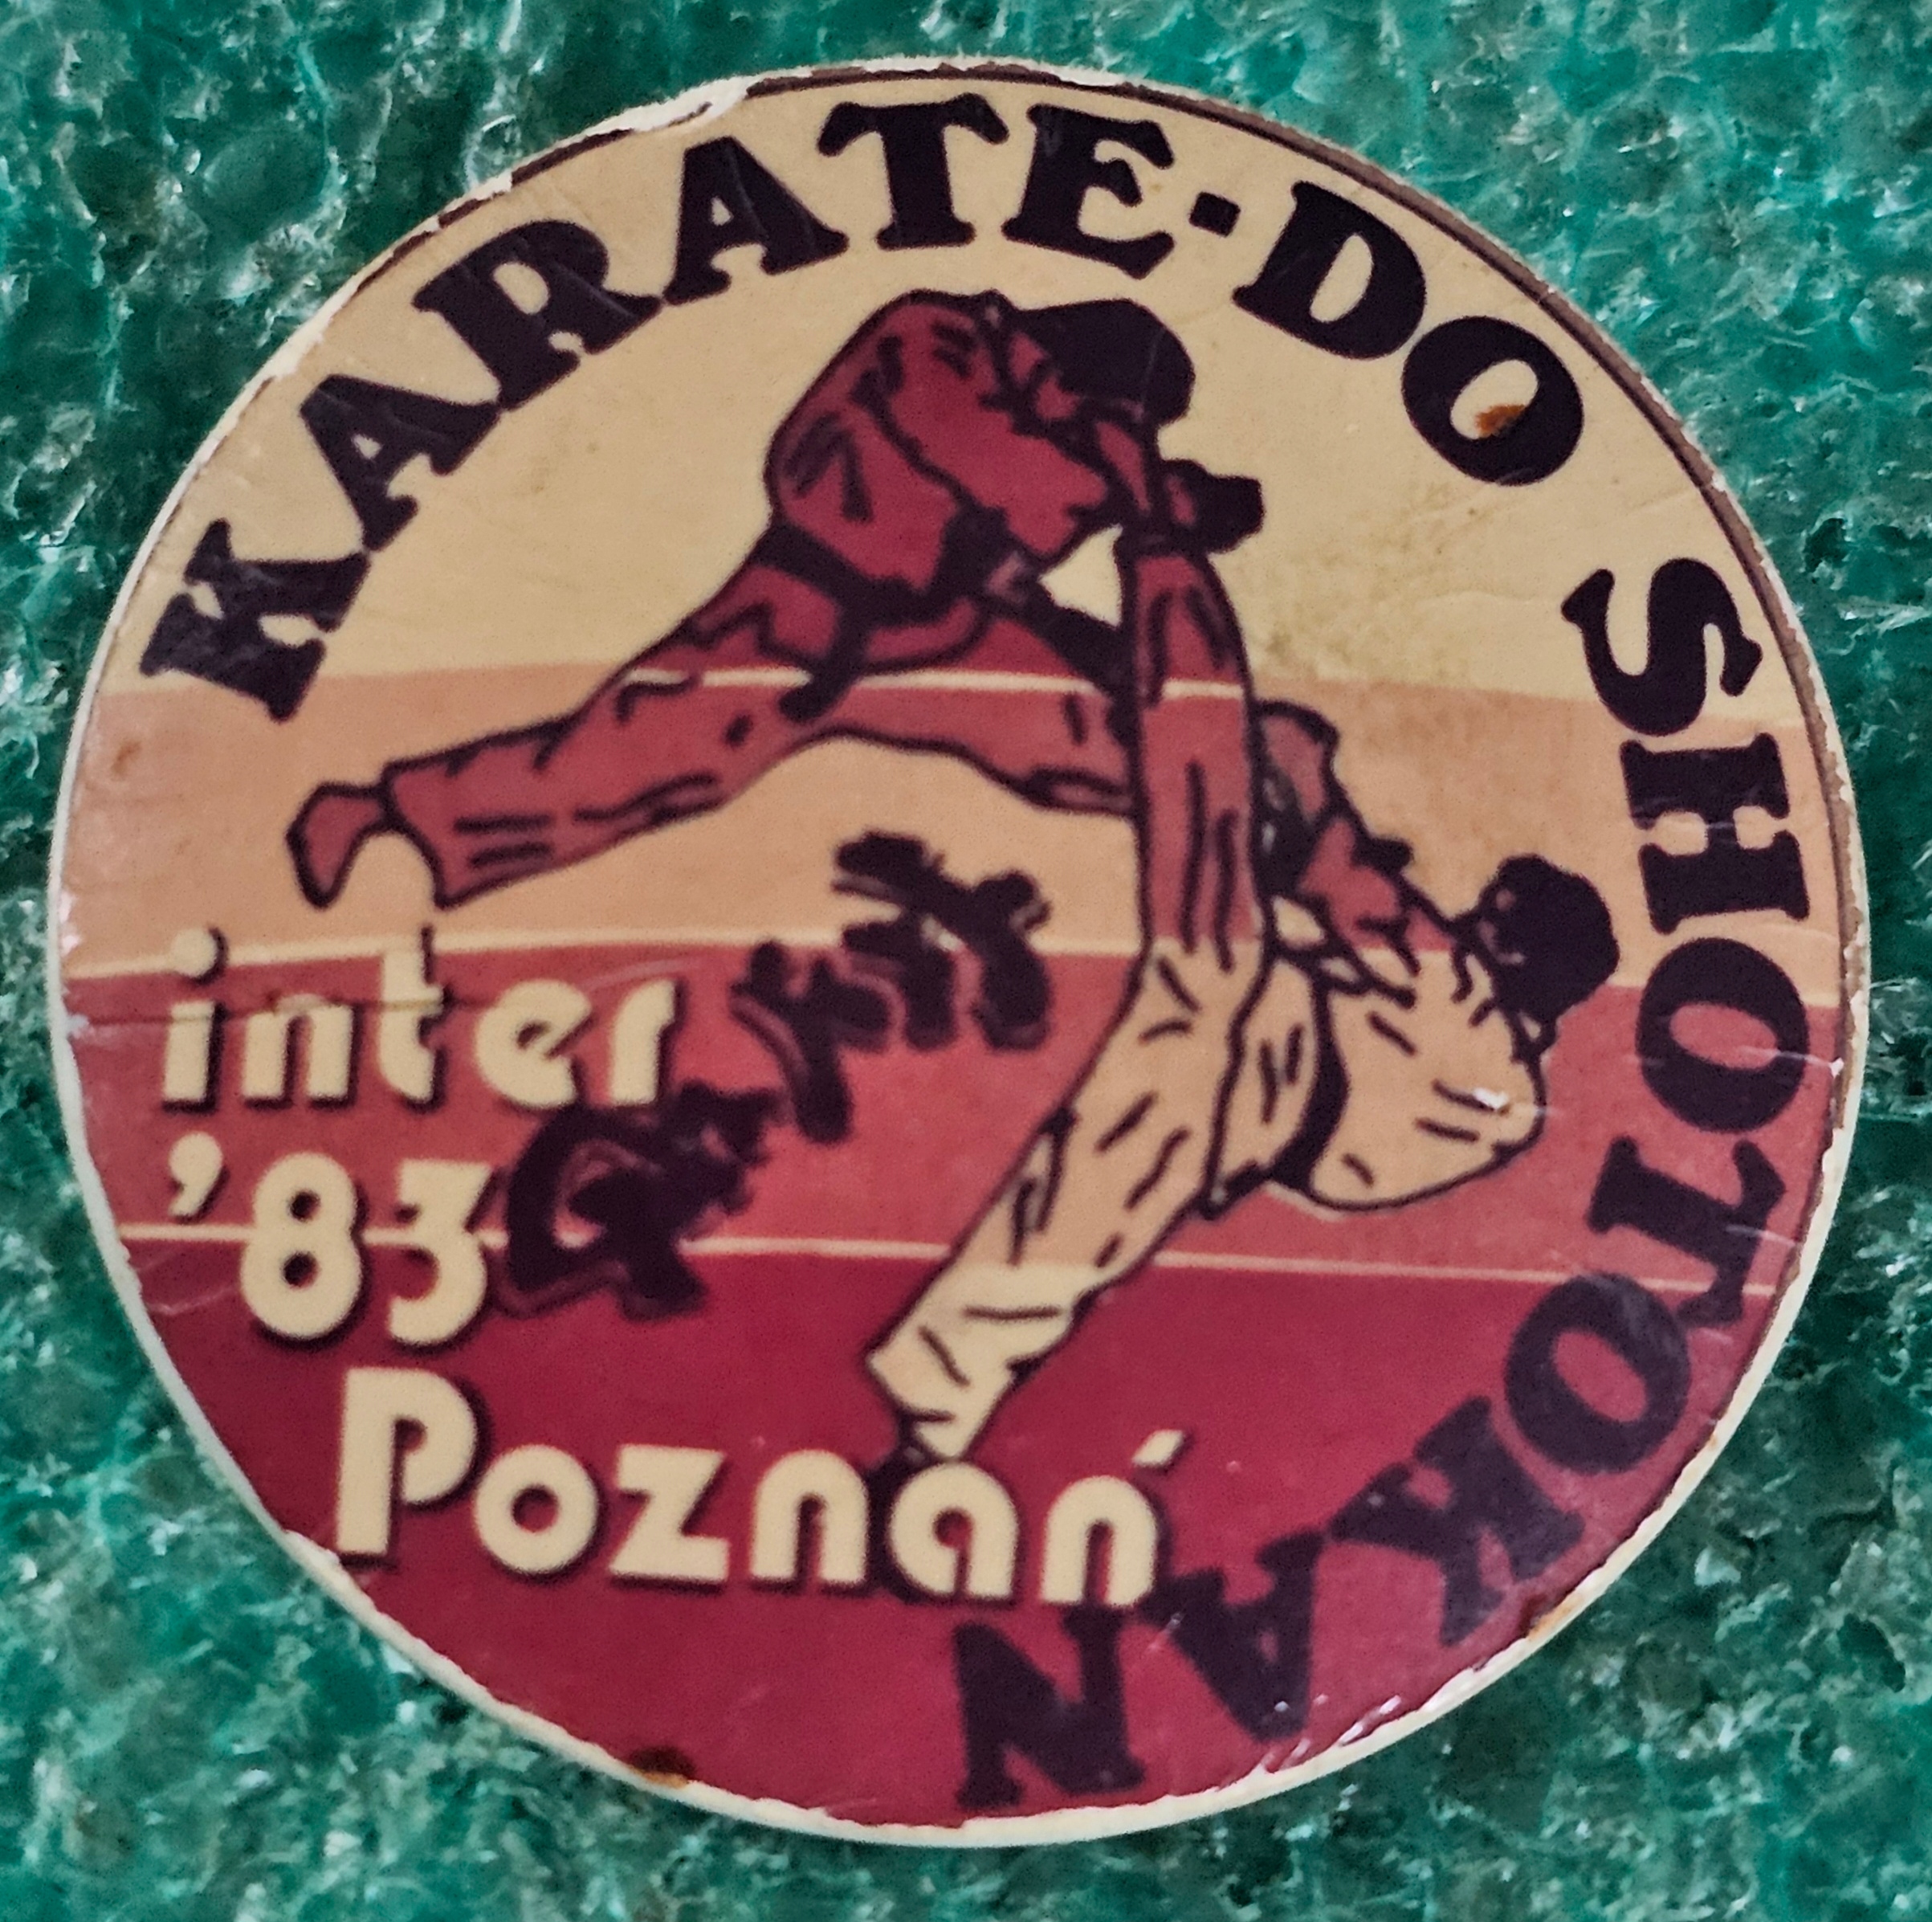 KARATE-DO SHOTOKAN
inter
'83
Poznań